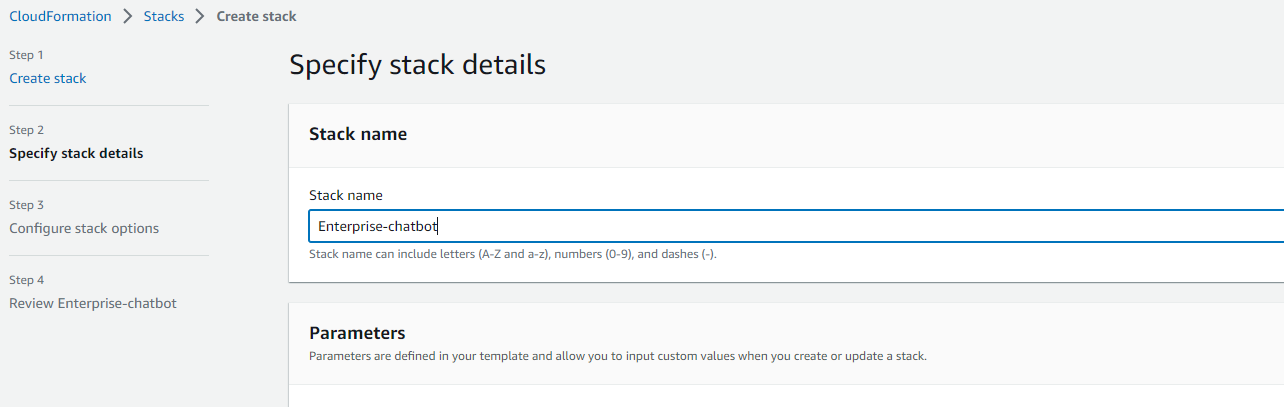 CloudFormation > Stacks > Create stack
Step 1
Create stack
Step 2
Specify stack details
Step 3
Configure stack options
Step 4
Review Enterprise-chatbot
Specify stack details
Stack name
Stack name
Enterprise-chatbot
Stack name can include letters (A-Z and a-z), numbers (0-9), and dashes (-).
Parameters
Parameters are defined in your template and allow you to input custom values when you create or update a stack.